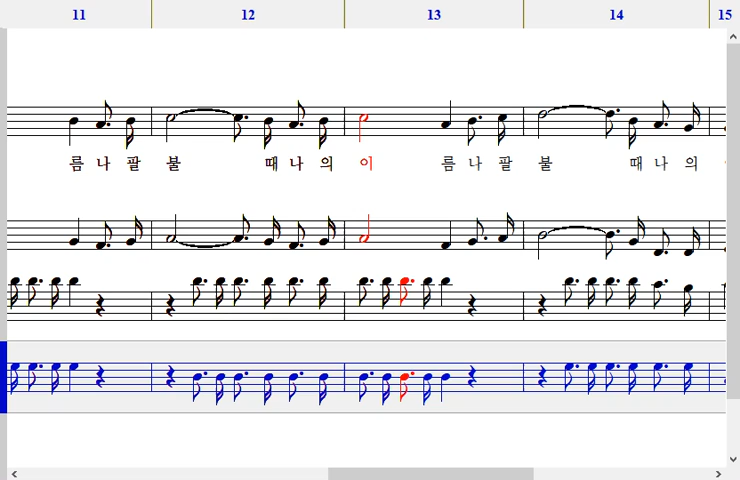 11 12 13 14 15
름 나 팔 불 때 나 의 이 름 나 팔 불 때 나 의